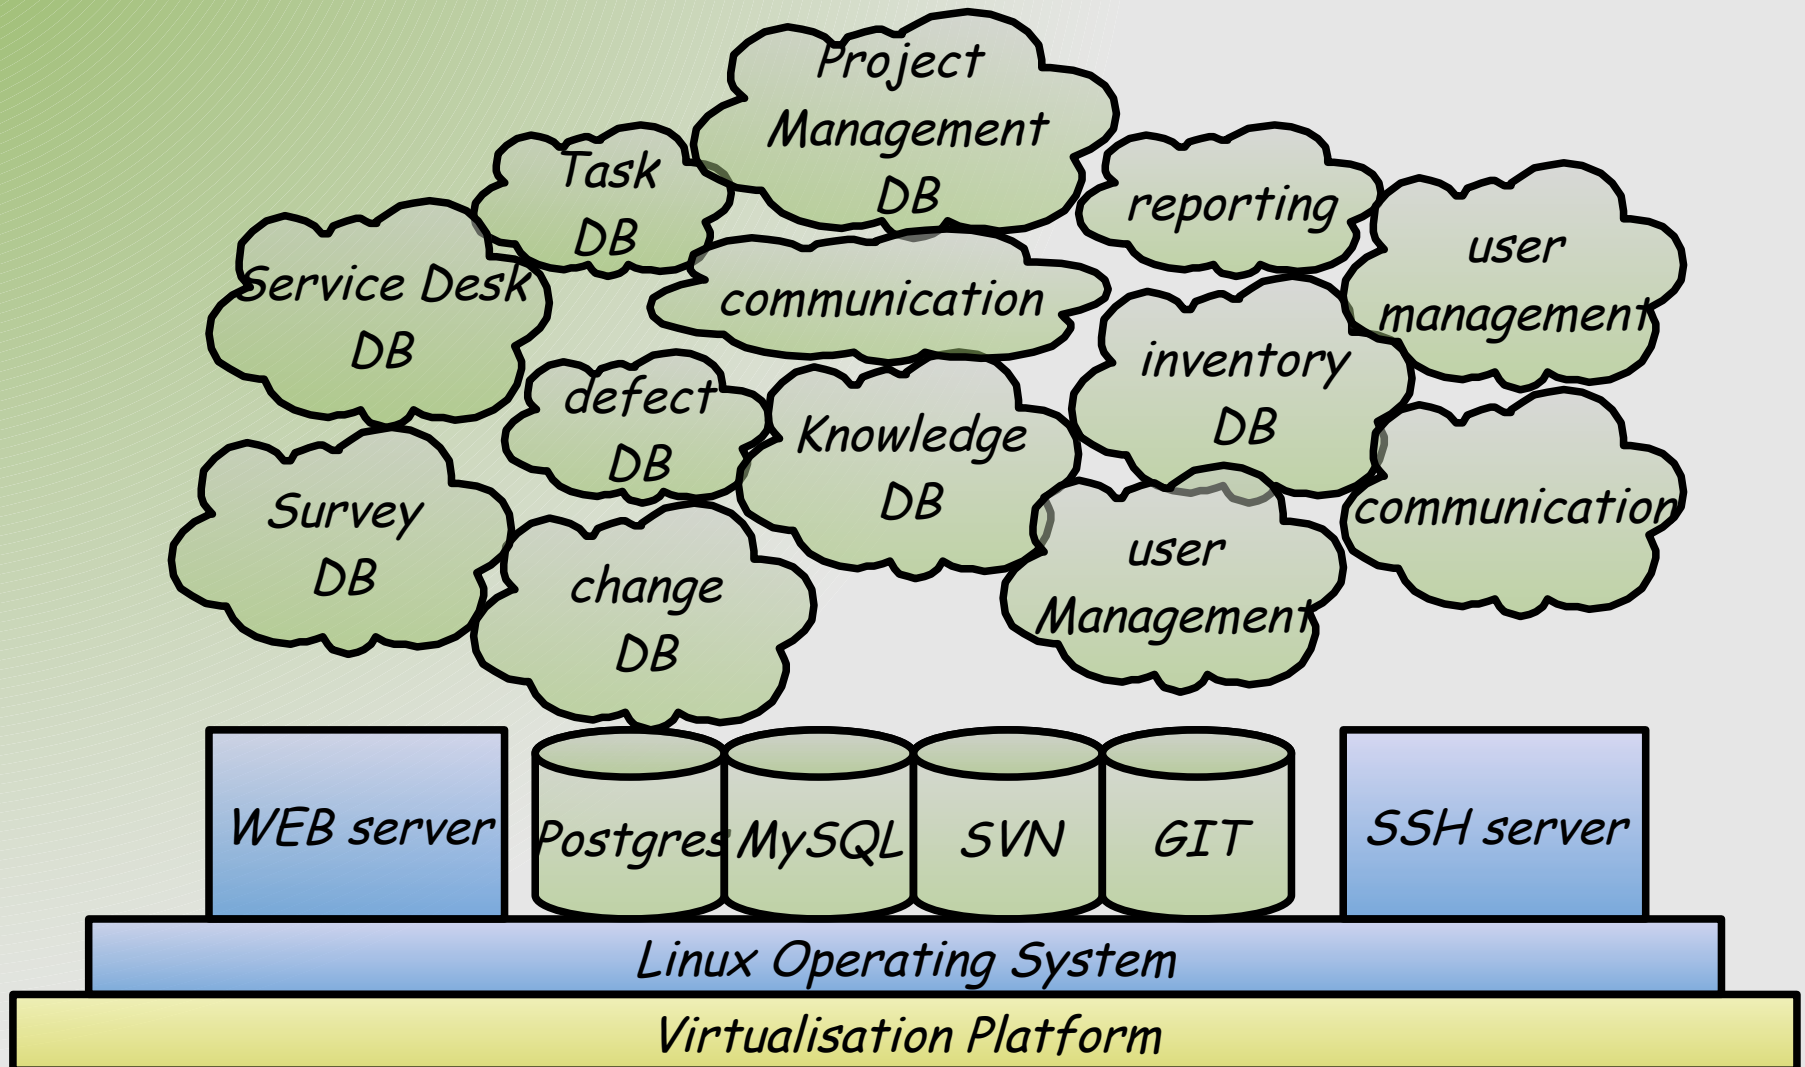 Project
Management
DB
Task
DB
reporting
user
management
Service Desk
DB
communication
inventory
DB
defect
DB
Knowledge
DB
communication
Survey
DB
change
DB
user
Management
WEB server
Postgres
MySQL
SVN
GIT
SSH server
Linux Operating System
Virtualisation Platform